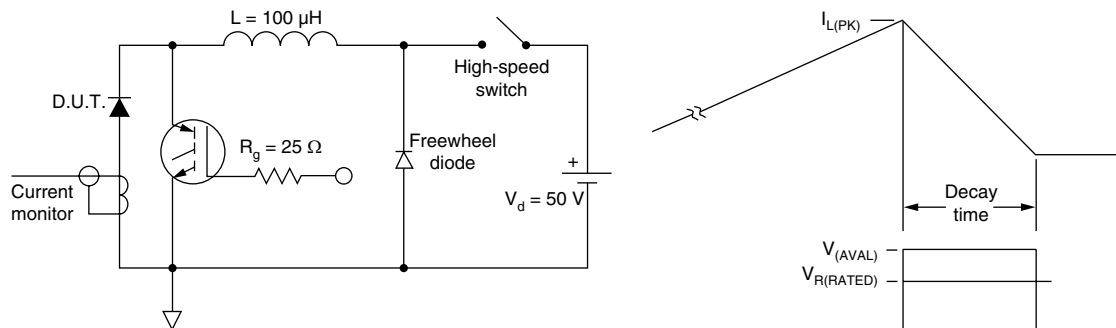 L = 100 µH
D.U.T.
High-speed
switch
R_g = 25 Ω
Freewheel
diode
+
V_d = 50 V
Current
monitor
I_L(PK)
Decay
time
V_(AVAL)
V_R(RATED)